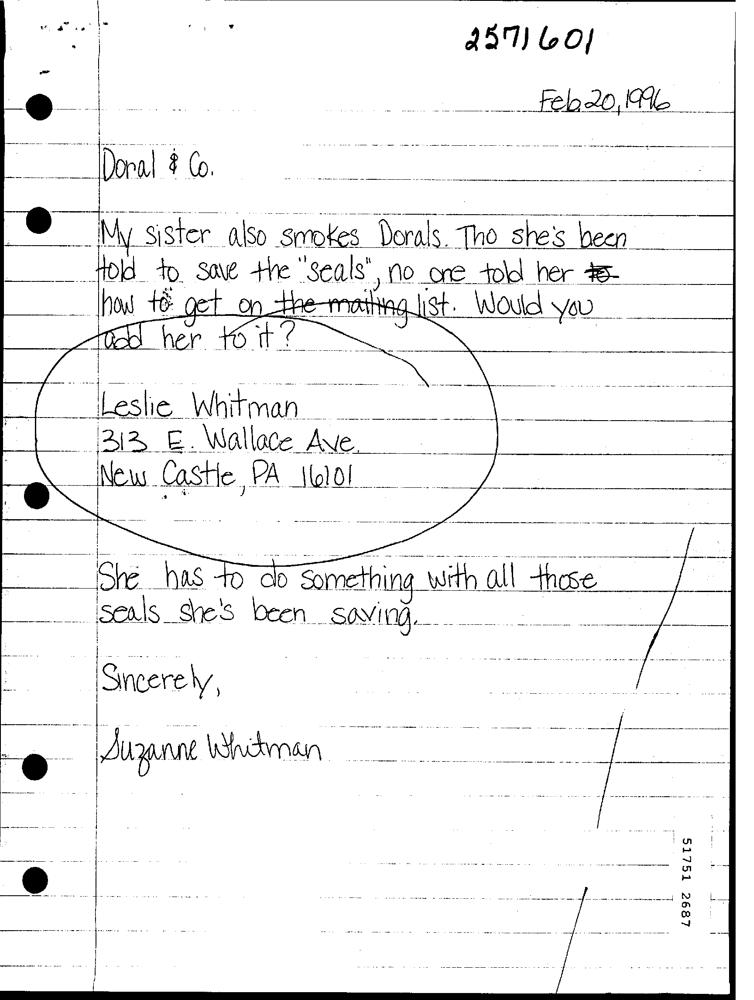 2571601
Feb. 20, 1996
Doral & Co.
My sister also smokes Dorals. Tho she's been
told to save the "seals", no one told her to
how to get on the mailing list. Would you
add her to it?
Leslie Whitman
313 E. Wallace Ave.
New Castle, PA 16101
She has to do something with all those
seals she's been saving.
Sincerely,
Suzanne Whitman
51751 2687